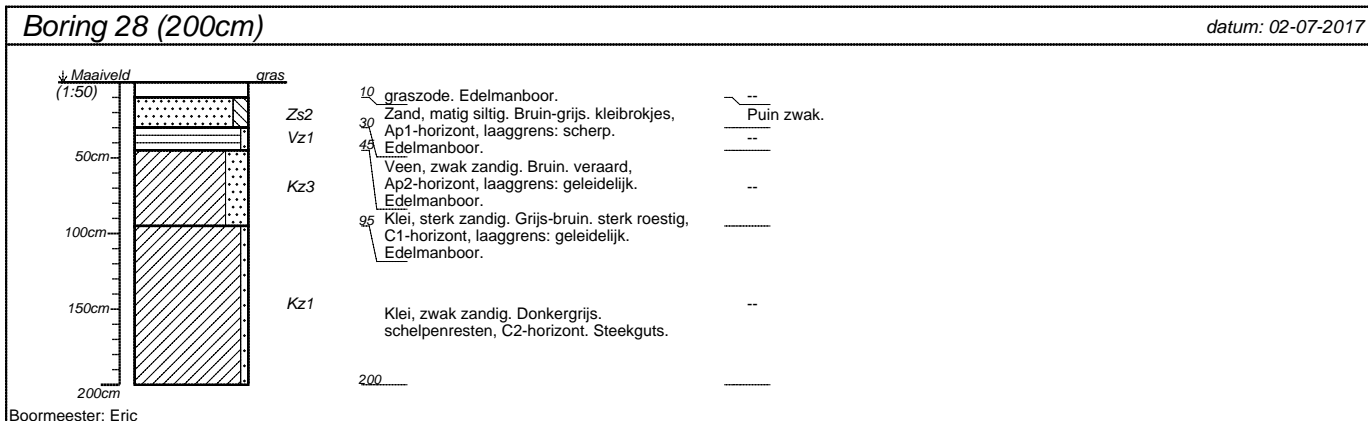 Boring 28 (200cm)
datum: 02-07-2017
Maaiveld
gras
(1:50)
10 graszode. Edelmanboor.
--
Zs2
Zand, matig siltig. Bruin-grijs. kleibrokjes,
Puin zwak.
30 Ap1-horizont, laaggrens: scherp.
Vz1
--
45 Edelmanboor.
50cm
Veen, zwak zandig. Bruin. veraard,
Kz3
Ap2-horizont, laaggrens: geleidelijk.
--
Edelmanboor.
95 Klei, sterk zandig. Grijs-bruin. sterk roestig,
100cm
C1-horizont, laaggrens: geleidelijk.
Edelmanboor.
Kz1
--
150cm
Klei, zwak zandig. Donkergrijs.
schelpenresten, C2-horizont. Steekguts.
200
200cm
Boormeester: Eric